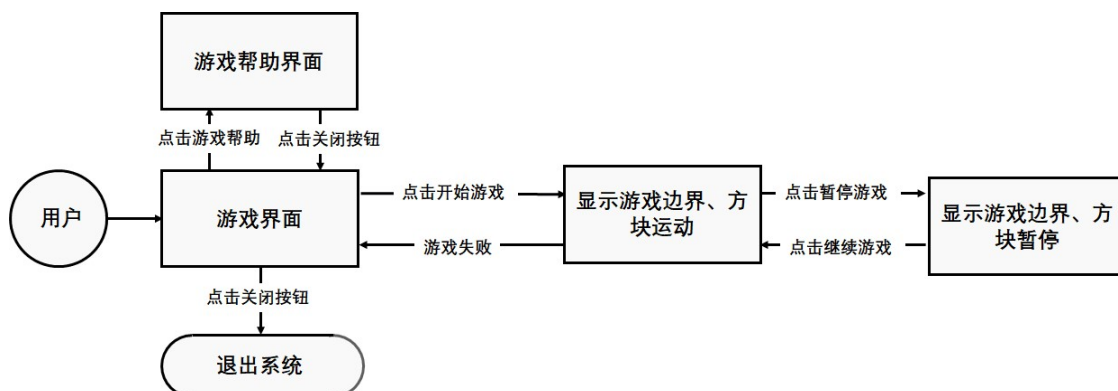 游戏帮助界面
点击游戏帮助
点击关闭按钮
用户
游戏界面
点击开始游戏
游戏失败
显示游戏边界、方
块运动
点击暂停游戏
点击继续游戏
显示游戏边界、方
块暂停
点击关闭按钮
退出系统